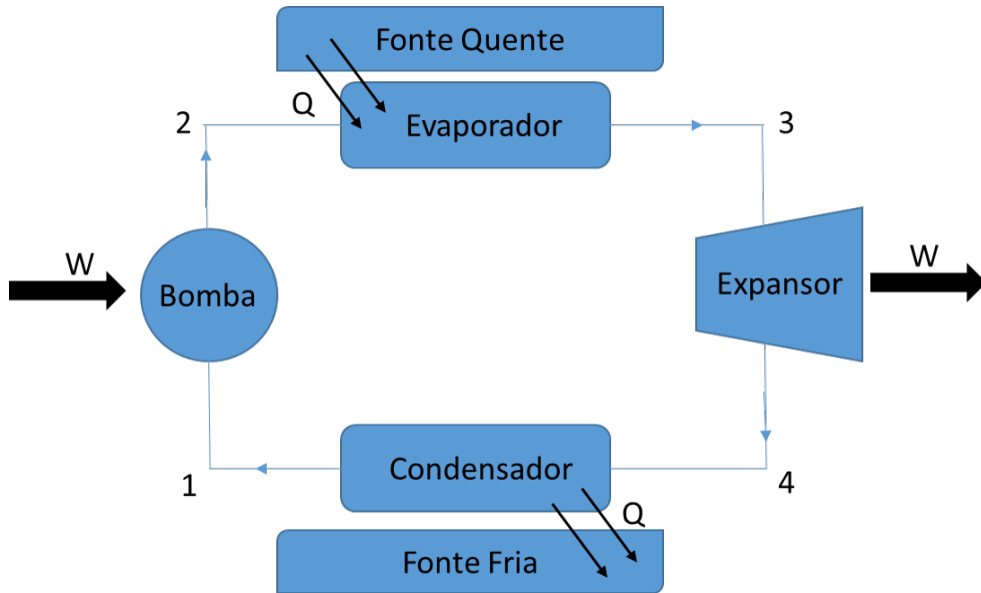 Fonte Quente
Q
Evaporador
2
3
W
Bomba
Expansor
W
Condensador
1
4
Q
Fonte Fria